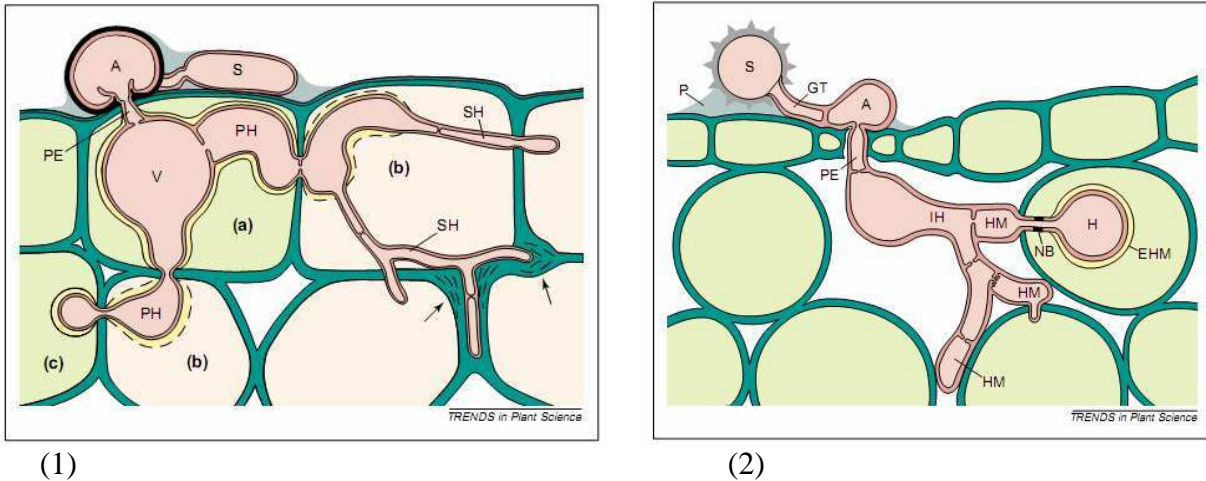 A
S
PE
PH
SH
V
(b)
(a)
SH
PH
(c)
(b)
TRENDS in Plant Science
(1)
S
GT
P
A
PE
IH
HM
H
NB
EHM
HM
HM
TRENDS in Plant Science
(2)